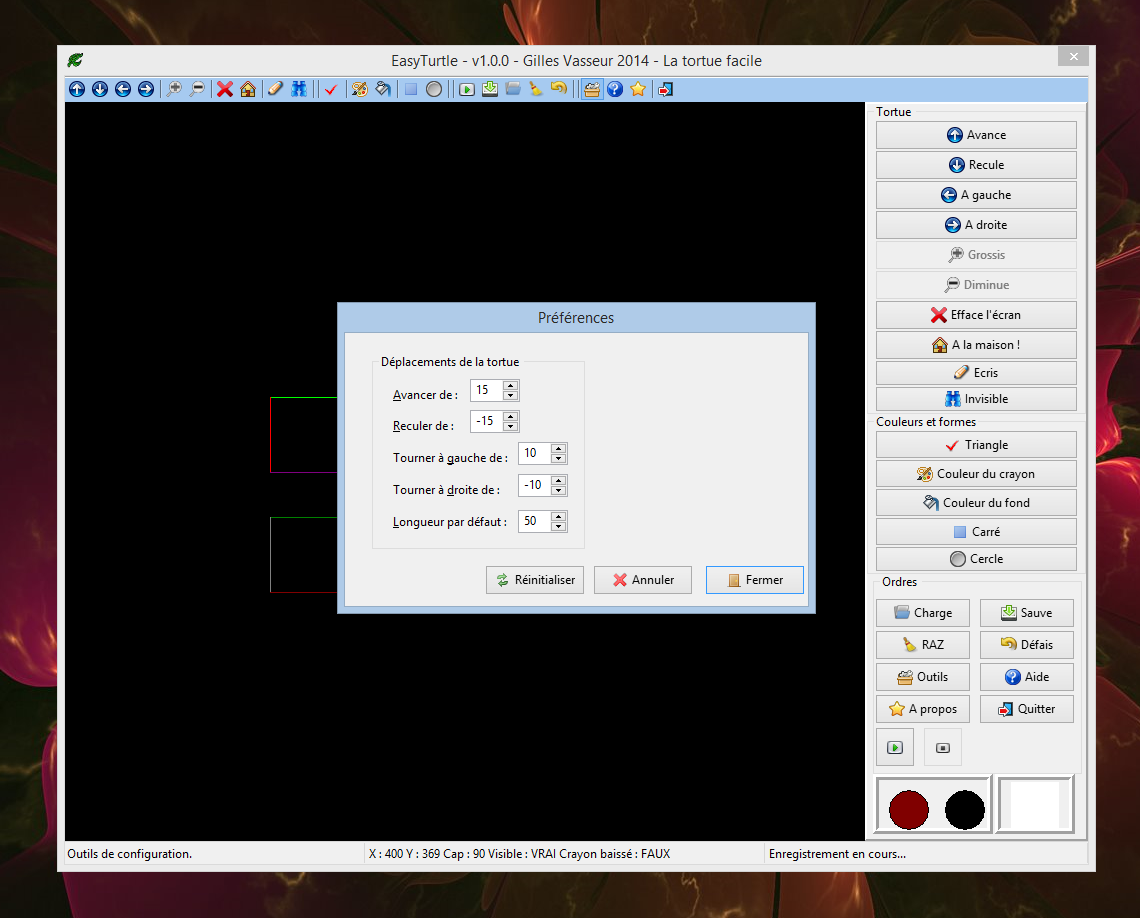 EasyTurtle - v1.0.0 - Gilles Vasseur 2014 - La tortue facile
Tortue
Avance
Recule
A gauche
A droite
Grossis
Diminue
Efface l'écran
A la maison !
Ecris
Invisible
Couleurs et formes
Triangle
Couleur du crayon
Couleur du fond
Carré
Cercle
Ordres
Charge
Sauve
RAZ
Défais
Outils
Aide
A propos
Quitter
Préférences
Déplacements de la tortue
Avancer de : 15
Reculer de : -15
Tourner à gauche de : 10
Tourner à droite de : -10
Longueur par défaut : 50
Réinitialiser
Annuler
Fermer
Outils de configuration.
X : 400 Y : 369 Cap : 90 Visible : VRAI Crayon baissé : FAUX
Enregistrement en cours...